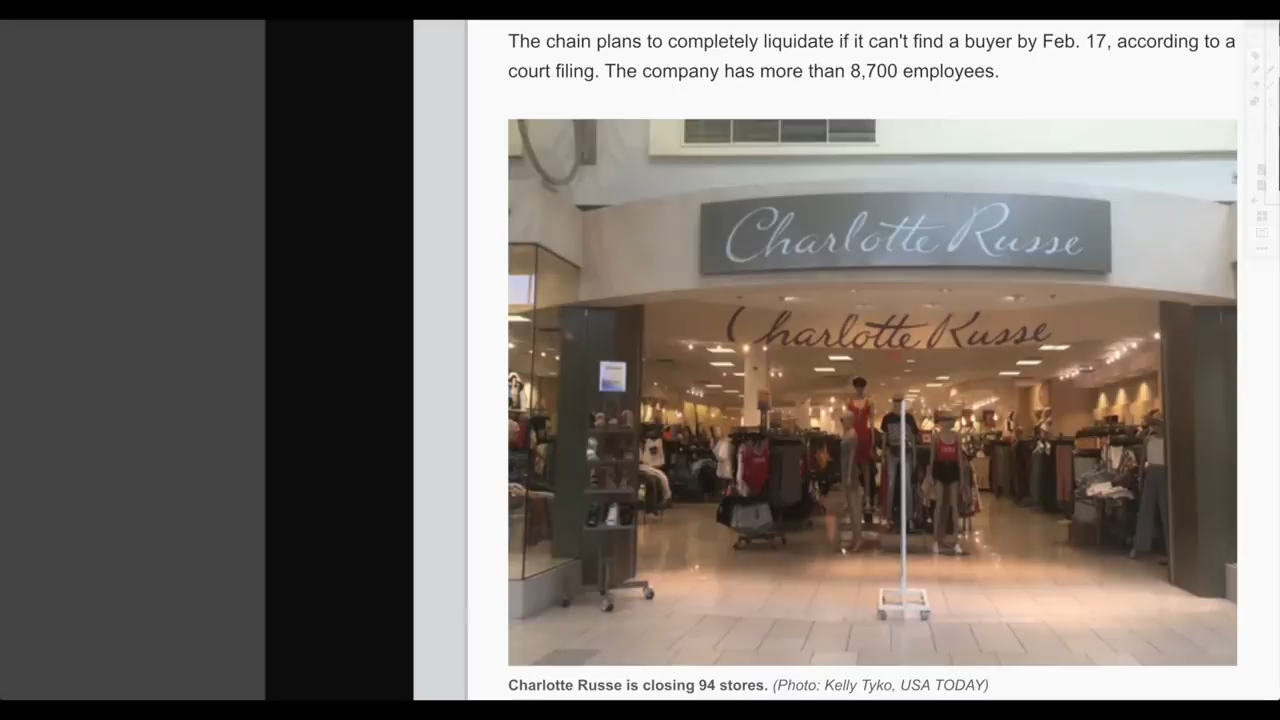 The chain plans to completely liquidate if it can't find a buyer by Feb. 17, according to a
court filing. The company has more than 8,700 employees.
Charlotte Russe
Charlotte Russe
Charlotte Russe is closing 94 stores. (Photo: Kelly Tyko, USA TODAY)